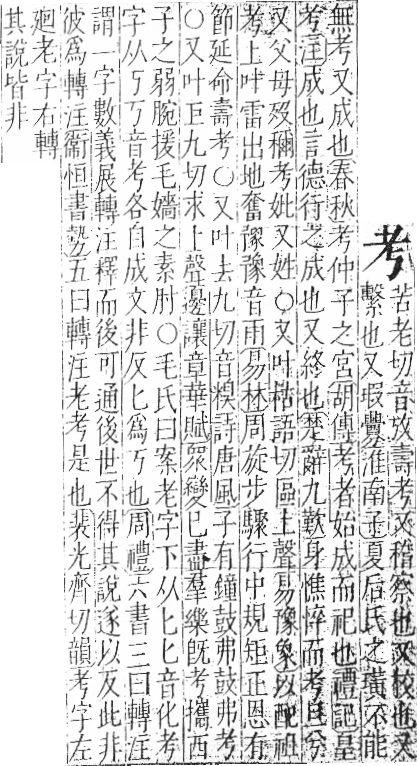 考
苦老切音攷壽考又稽察也又校也又
繫也又瑕釁淮南子夏后氏之璜不能
無考又成也春秋考仲子之宮胡傳考者始成而祀也禮記皇
考注成也言德行之成也又終也楚辭九歎身憔悴而考旦兮
又父母歿稱考妣又姓○又叶梏語切區上聲易豫象以配祖
考上叶雷出地奮豫豫音雨易林周旋步驟行中規矩正恩有
節延命壽考○又叶去九切音糗詩唐風子有鐘鼓弗鼓弗考
○又叶巨九切求上聲邊讓章華賦衆變已盡羣樂旣考攜西
子之弱腕援毛嬙之素肘○毛氏曰案老字下从匕匕音化考
字从丂丂音考各自成文非反匕爲丂也周禮六書三曰轉注
謂一字數義展轉注釋而後可通後世不得其說遂以反此非
彼爲轉注衞恒書勢五曰轉注老考是也裴光齊切韻考字左
廻老字右轉
其說皆非